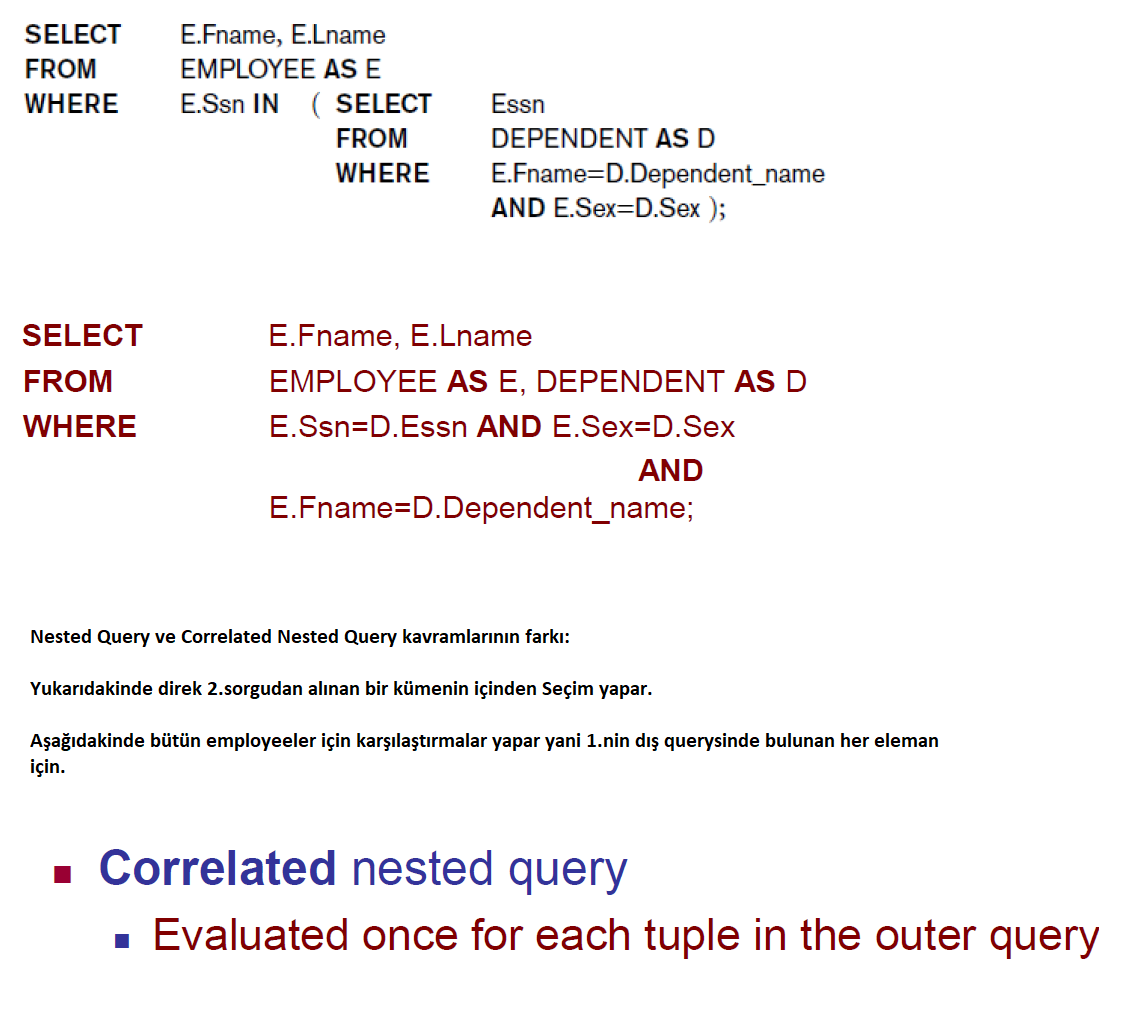 SELECT E.Fname, E.Lname
FROM EMPLOYEE AS E
WHERE E.Ssn IN ( SELECT Essn
FROM DEPENDENT AS D
WHERE E.Fname=D.Dependent_name
AND E.Sex=D.Sex );
SELECT E.Fname, E.Lname
FROM EMPLOYEE AS E, DEPENDENT AS D
WHERE E.Ssn=D.Essn AND E.Sex=D.Sex
AND
E.Fname=D.Dependent_name;
Nested Query ve Correlated Nested Query kavramlarının farkı:
Yukarıdakinde direk 2.sorgudan alınan bir kümenin içinden Seçim yapar.
Aşağıdakinde bütün employeeler için karşılaştırmalar yapar yani 1.nin dış querysinde bulunan her eleman
için.
Correlated nested query
Evaluated once for each tuple in the outer query